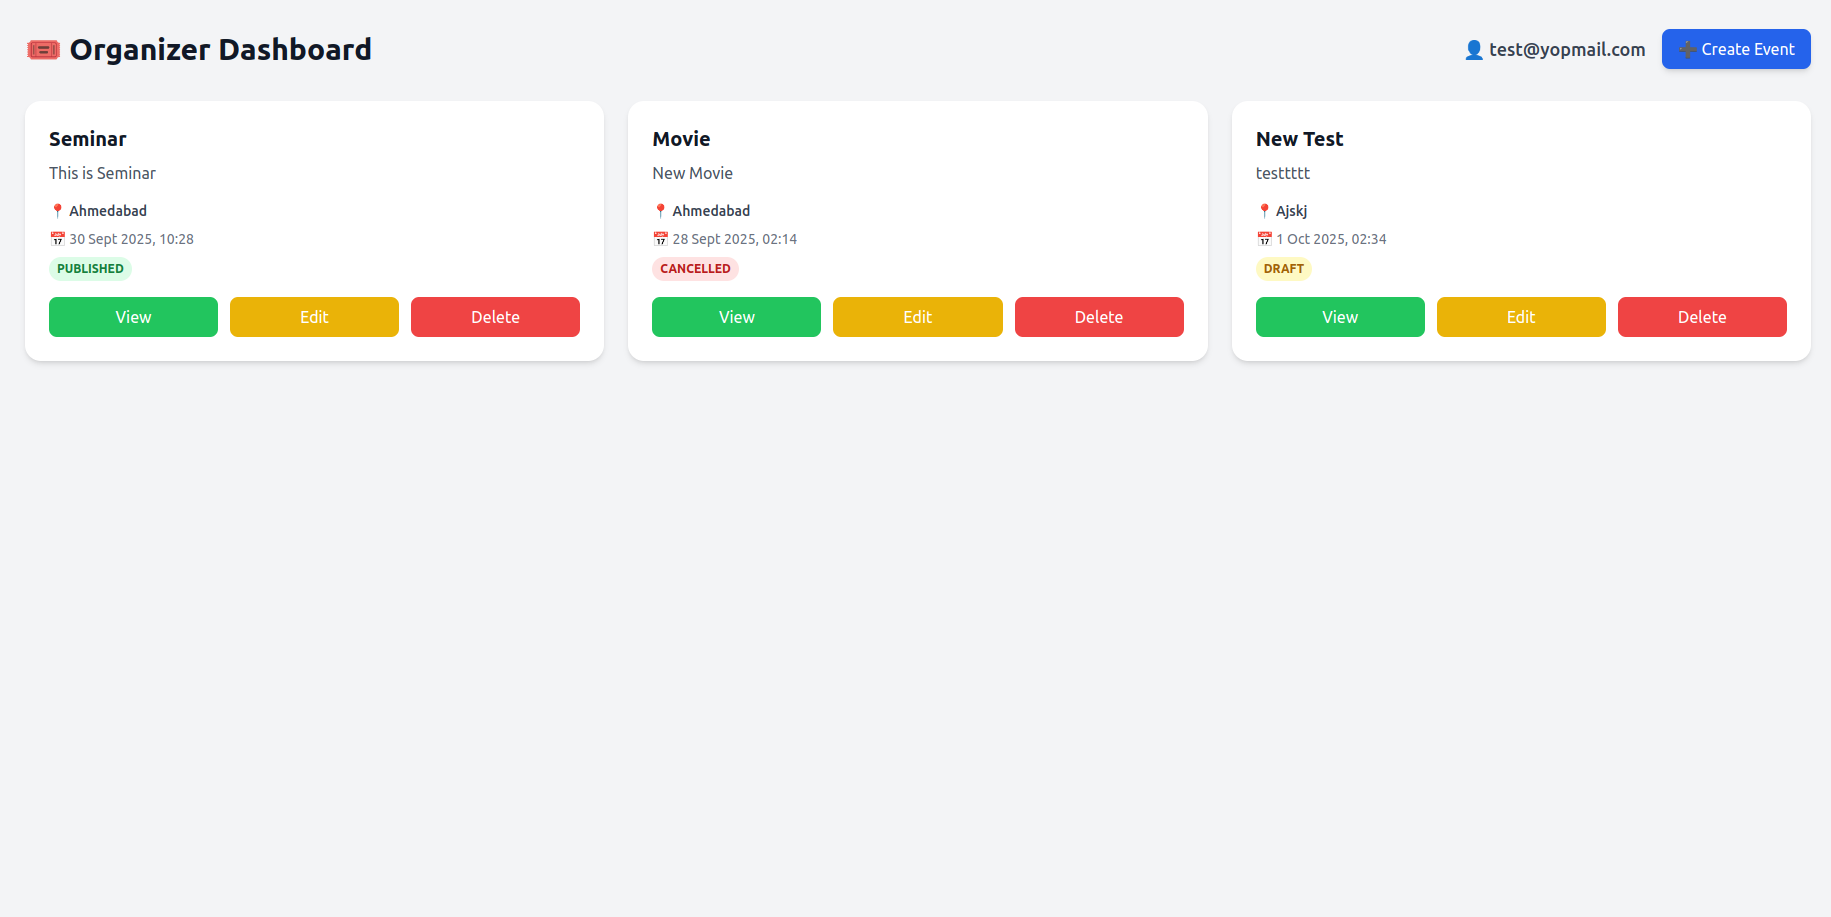 Organizer Dashboard
test@yopmail.com
Create Event
Seminar
This is Seminar
Ahmedabad
30 Sept 2025, 10:28
PUBLISHED
View Edit Delete
Movie
New Movie
Ahmedabad
28 Sept 2025, 02:14
CANCELLED
View Edit Delete
New Test
testtttt
Ajskj
1 Oct 2025, 02:34
DRAFT
View Edit Delete